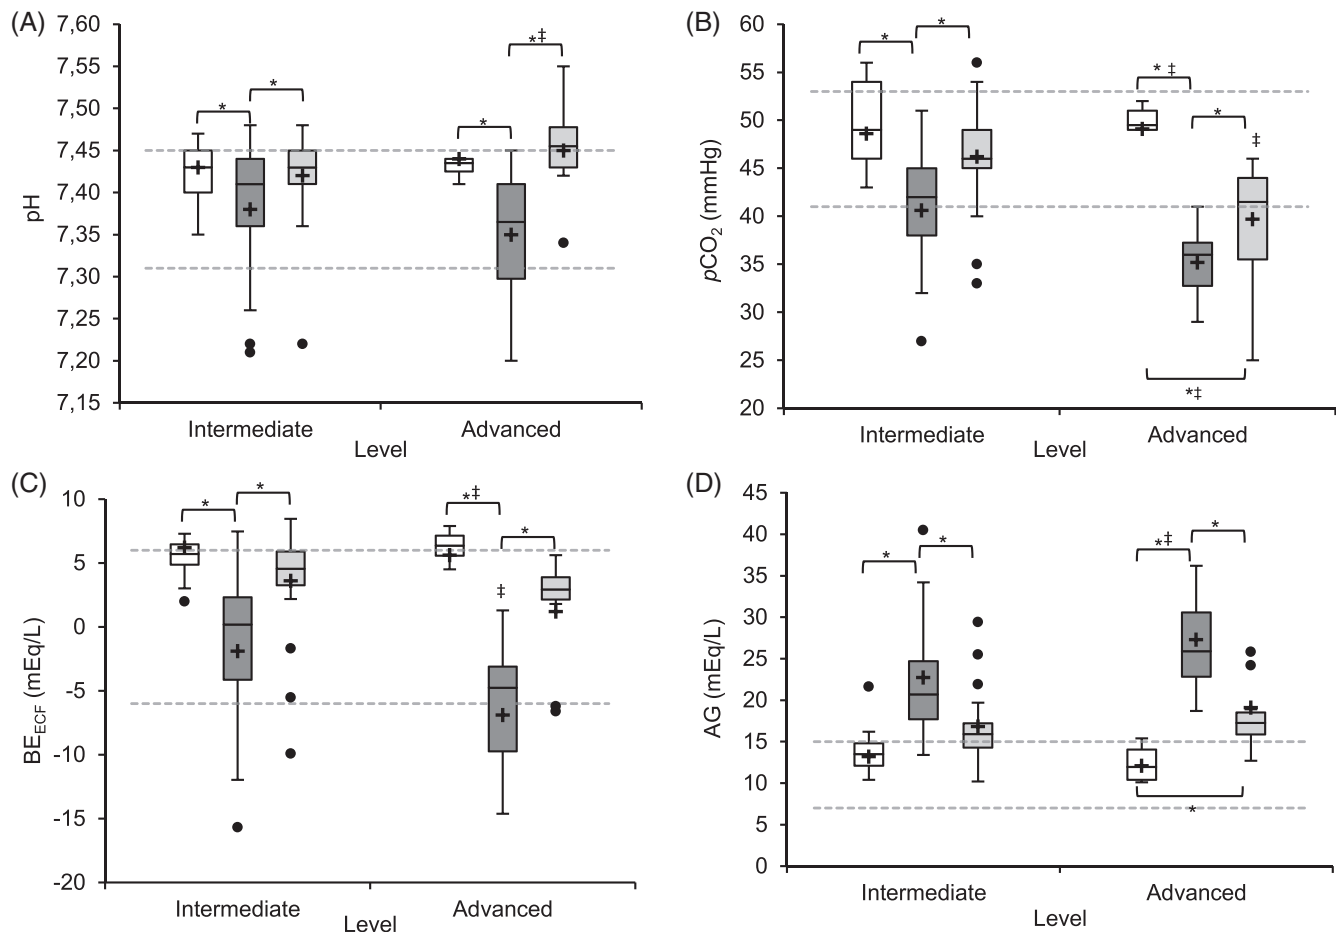 (A)
pH
7,60
7,55
7,50
7,45
7,40
7,35
7,30
7,25
7,20
7,15
*
*
*
*‡
Intermediate
Advanced
Level
(B)
pCO2 (mmHg)
60
55
50
45
40
35
30
25
20
*
*
* ‡
*
‡
*‡
Intermediate
Advanced
Level
(C)
BEECF (mEq/L)
10
5
0
-5
-10
-15
-20
*
*
*‡
*
‡
Intermediate
Advanced
Level
(D)
AG (mEq/L)
45
40
35
30
25
20
15
10
5
0
*
*
*‡
*
*
Intermediate
Advanced
Level